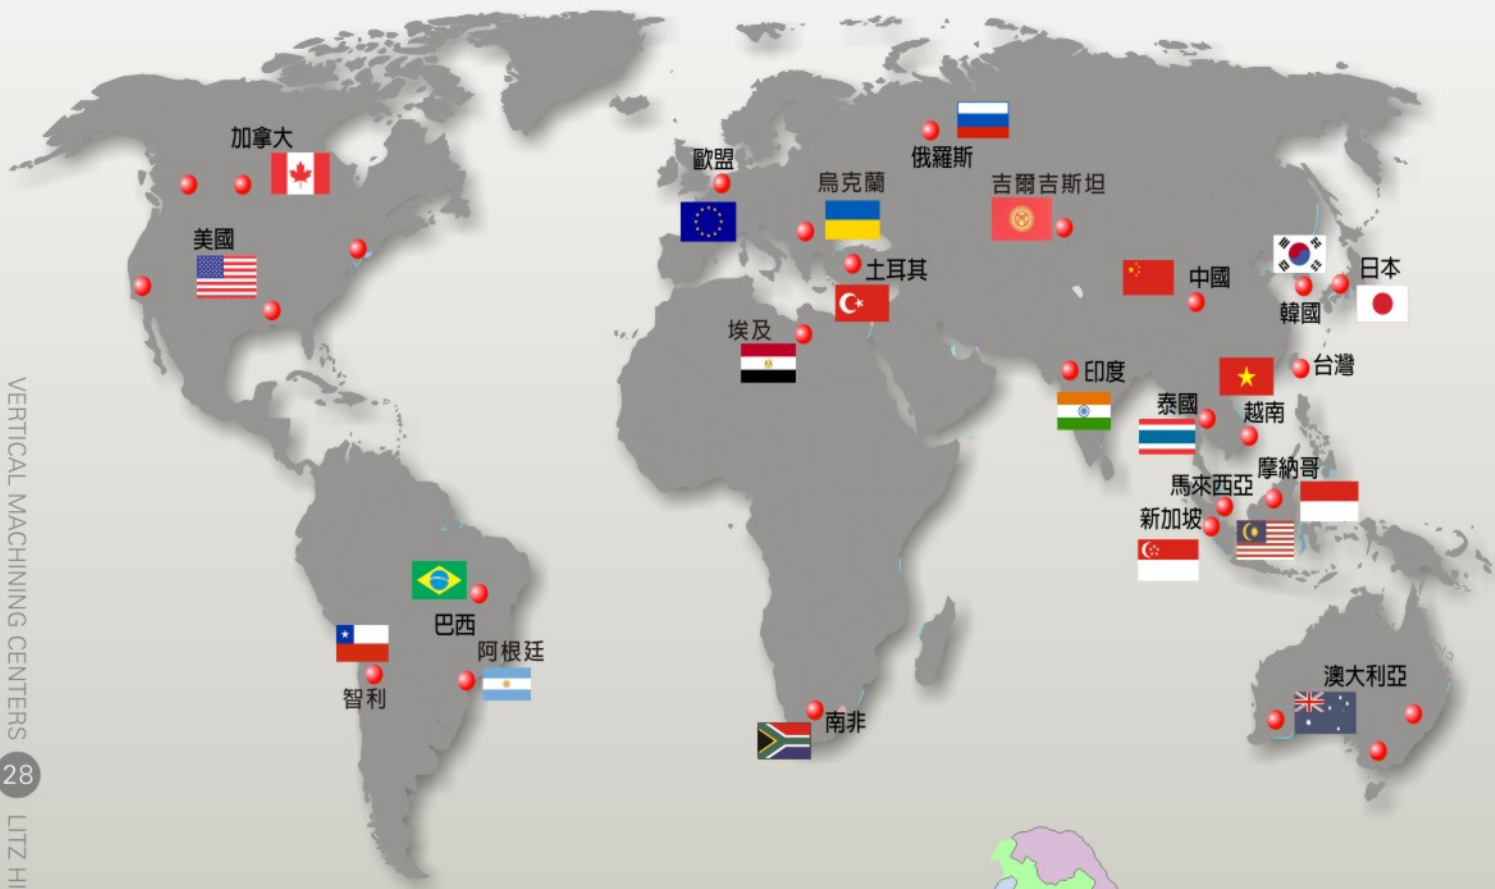 加拿大
美國
歐盟
俄羅斯
烏克蘭
吉爾吉斯坦
土耳其
埃及
中國
韓國
日本
印度
台灣
泰國
越南
摩納哥
馬來西亞
新加坡
巴西
阿根廷
智利
南非
澳大利亞
VERTICAL MACHINING CENTERS 28 LITZ HI